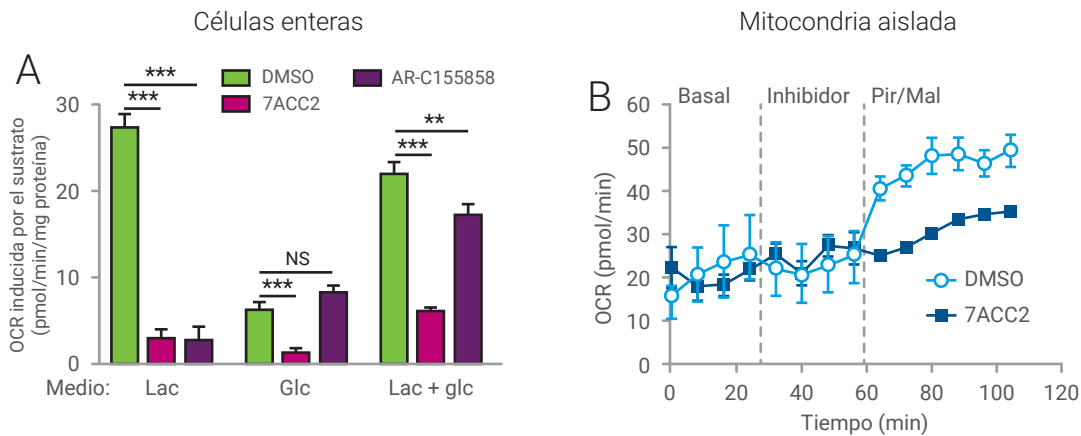 Células enteras
Mitocondria aislada
A
DMSO
AR-C155858
7ACC2
OCR inducida por el sustrato
(pmol/min/mg proteína)
30
20
10
0
***
***
***
NS
***
**
Medio: Lac Glc Lac + glc
B
Basal Inhibidor Pir/Mal
OCR (pmol/min)
60
50
40
30
20
10
0
DMSO
7ACC2
0 20 40 60 80 100 120
Tiempo (min)